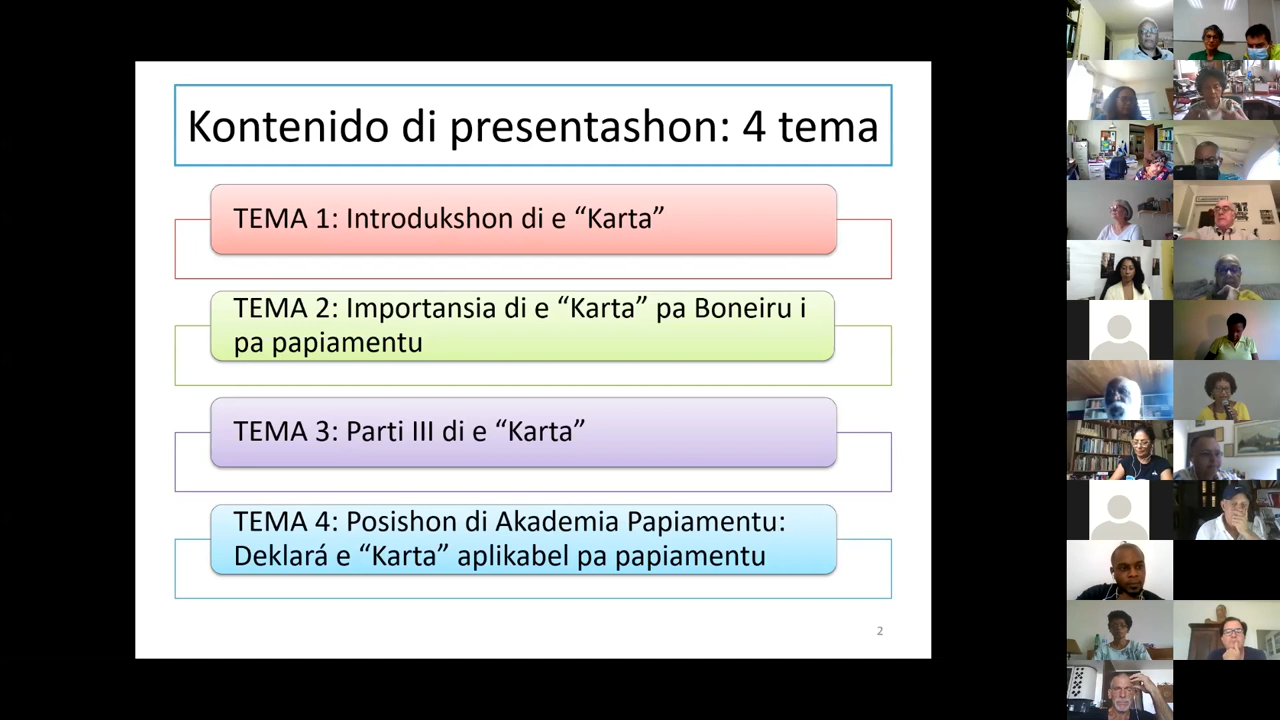 Kontenido di presentashon: 4 tema
TEMA 1: Introdukshon di e “Karta”
TEMA 2: Importansia di e “Karta” pa Boneiru i
pa papiamentu
TEMA 3: Parti III di e “Karta”
TEMA 4: Posishon di Akademia Papiamentu:
Deklará e “Karta” aplikabel pa papiamentu
2